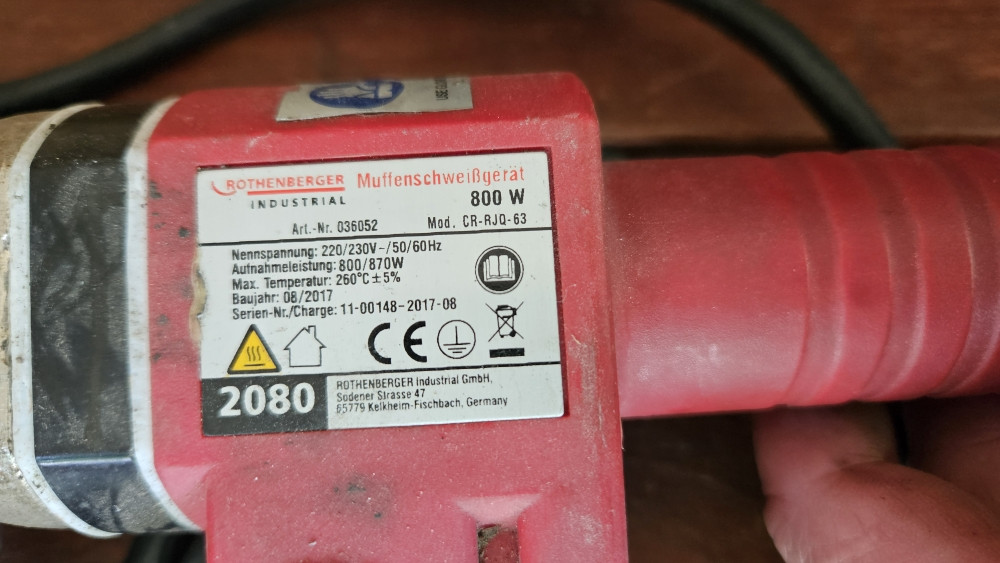 ROTHENBERGER
INDUSTRIAL
Muffenschweißgerät
800 W
Art.-Nr. 036052 Mod. CR-RJQ-63
Nennspannung: 220/230V~/50/60Hz
Aufnahmeleistung: 800/870W
Max. Temperatur: 260°C ± 5%
Baujahr: 08/2017
Serien-Nr./Charge: 11-00148-2017-08
CE
2080
ROTHENBERGER Industrial GmbH,
Sodener Strasse 47
65779 Kelkheim-Fischbach, Germany